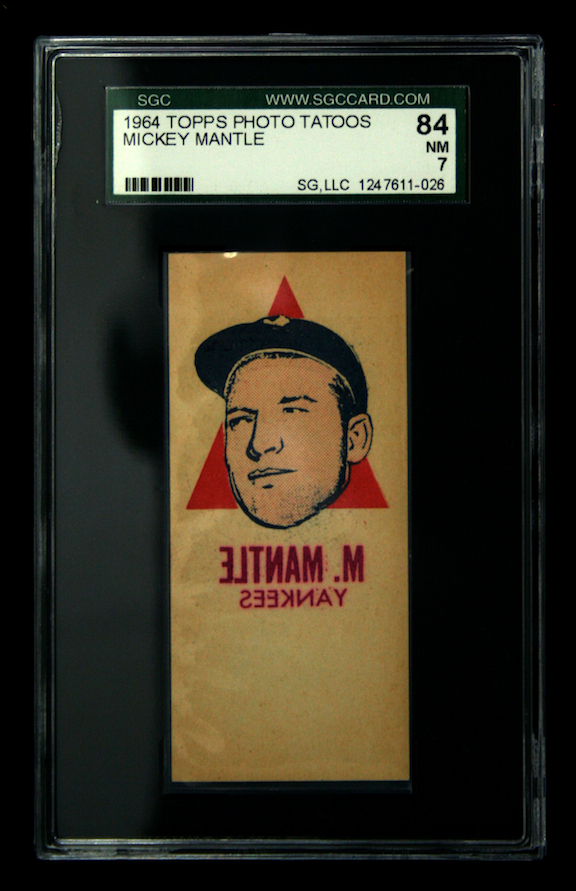 SGC WWW.SGCCARD.COM
1964 TOPPS PHOTO TATOOS 84
MICKEY MANTLE NM
7
SG,LLC 1247611-026
M. MANTLE
YANKEES